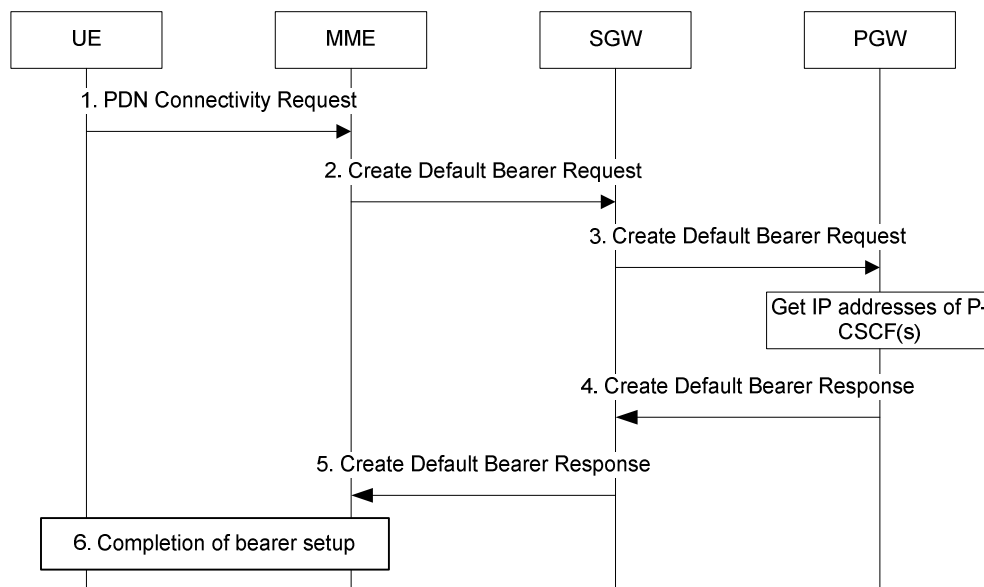 UE
MME
SGW
PGW
1. PDN Connectivity Request
2. Create Default Bearer Request
3. Create Default Bearer Request
Get IP addresses of P-
CSCF(s)
4. Create Default Bearer Response
5. Create Default Bearer Response
6. Completion of bearer setup